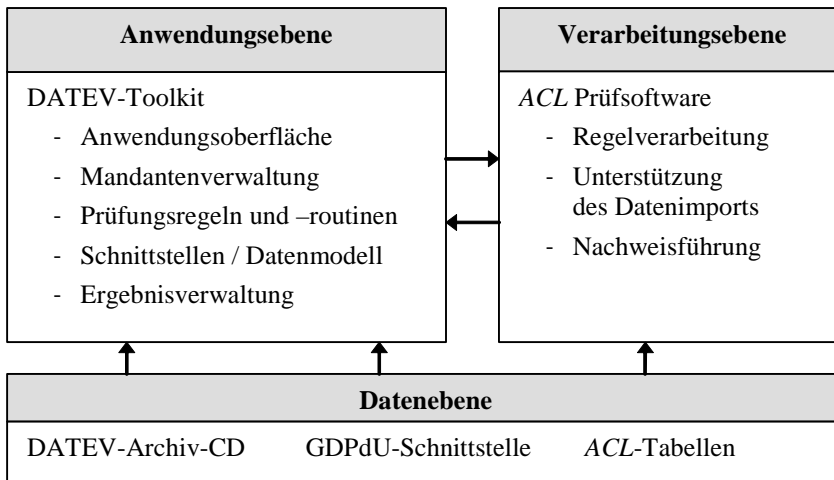 Anwendungsebene
DATEV-Toolkit
- Anwendungsoberfläche
- Mandantenverwaltung
- Prüfungsregeln und –routinen
- Schnittstellen / Datenmodell
- Ergebnisverwaltung
Verarbeitungsebene
ACL Prüfsoftware
- Regelverarbeitung
- Unterstützung
des Datenimports
- Nachweisführung
Datenebene
DATEV-Archiv-CD GDPdU-Schnittstelle ACL-Tabellen